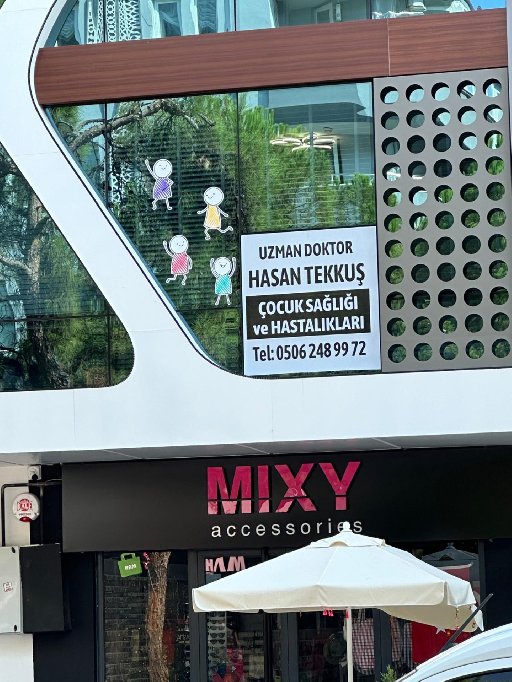 UZMAN DOKTOR
HASAN TEKKUŞ
ÇOCUK SAĞLIĞI
ve HASTALIKLARI
Tel: 0506 248 99 72
MIXY
accessories